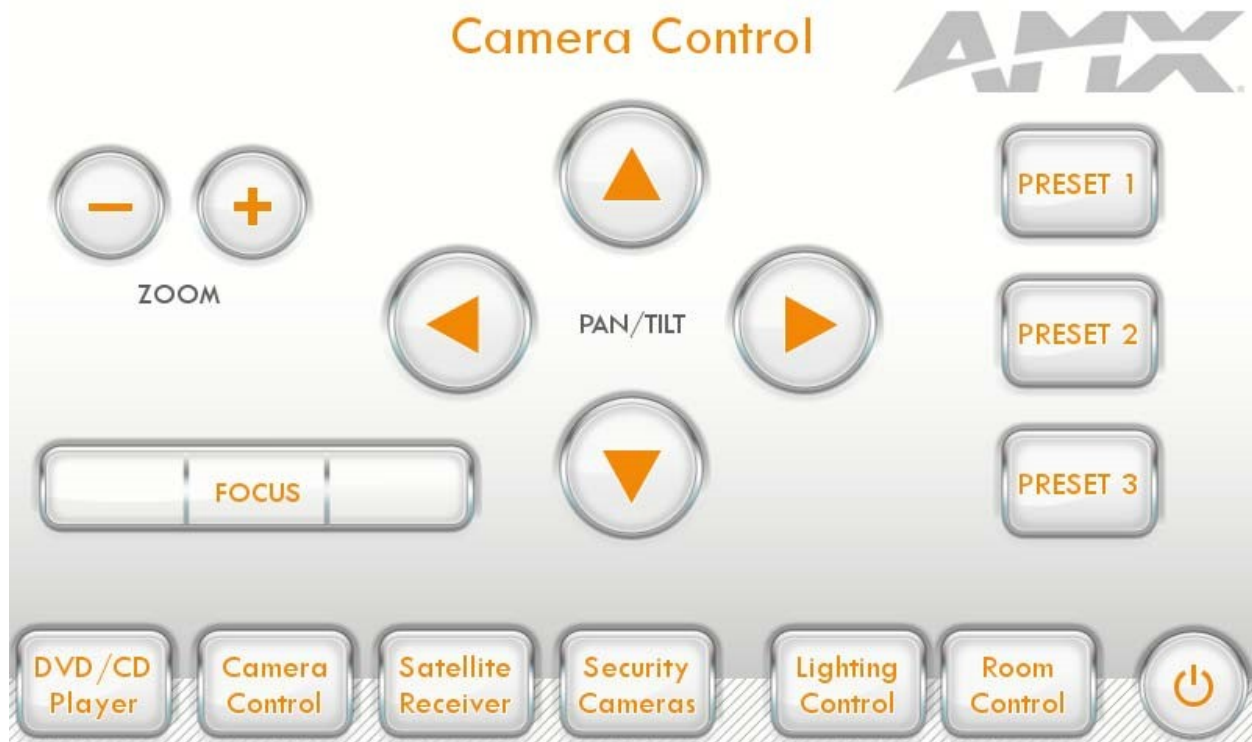 Camera Control
AMX
ZOOM
PAN/TILT
FOCUS
PRESET 1
PRESET 2
PRESET 3
DVD/CD
Player
Camera
Control
Satellite
Receiver
Security
Cameras
Lighting
Control
Room
Control